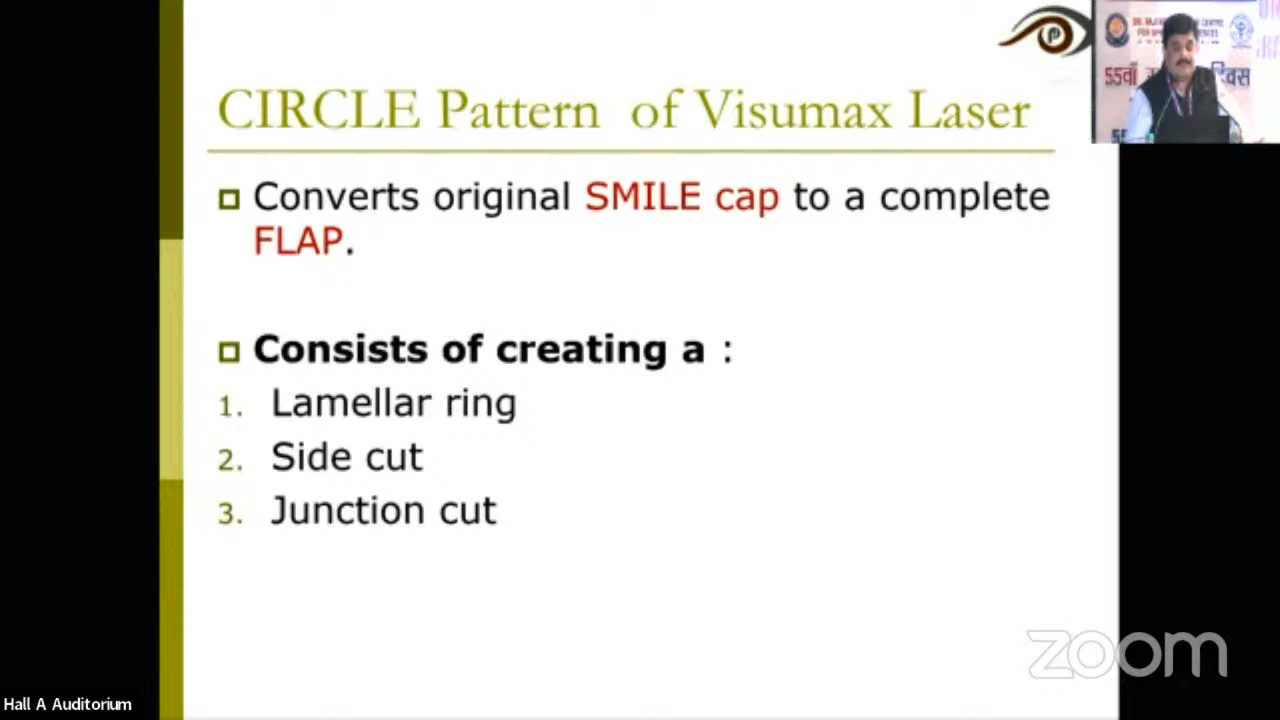 CIRCLE Pattern of Visumax Laser
Converts original SMILE cap to a complete
FLAP.
Consists of creating a :
1. Lamellar ring
2. Side cut
3. Junction cut
55वाँ
zoom
Hall A Auditorium